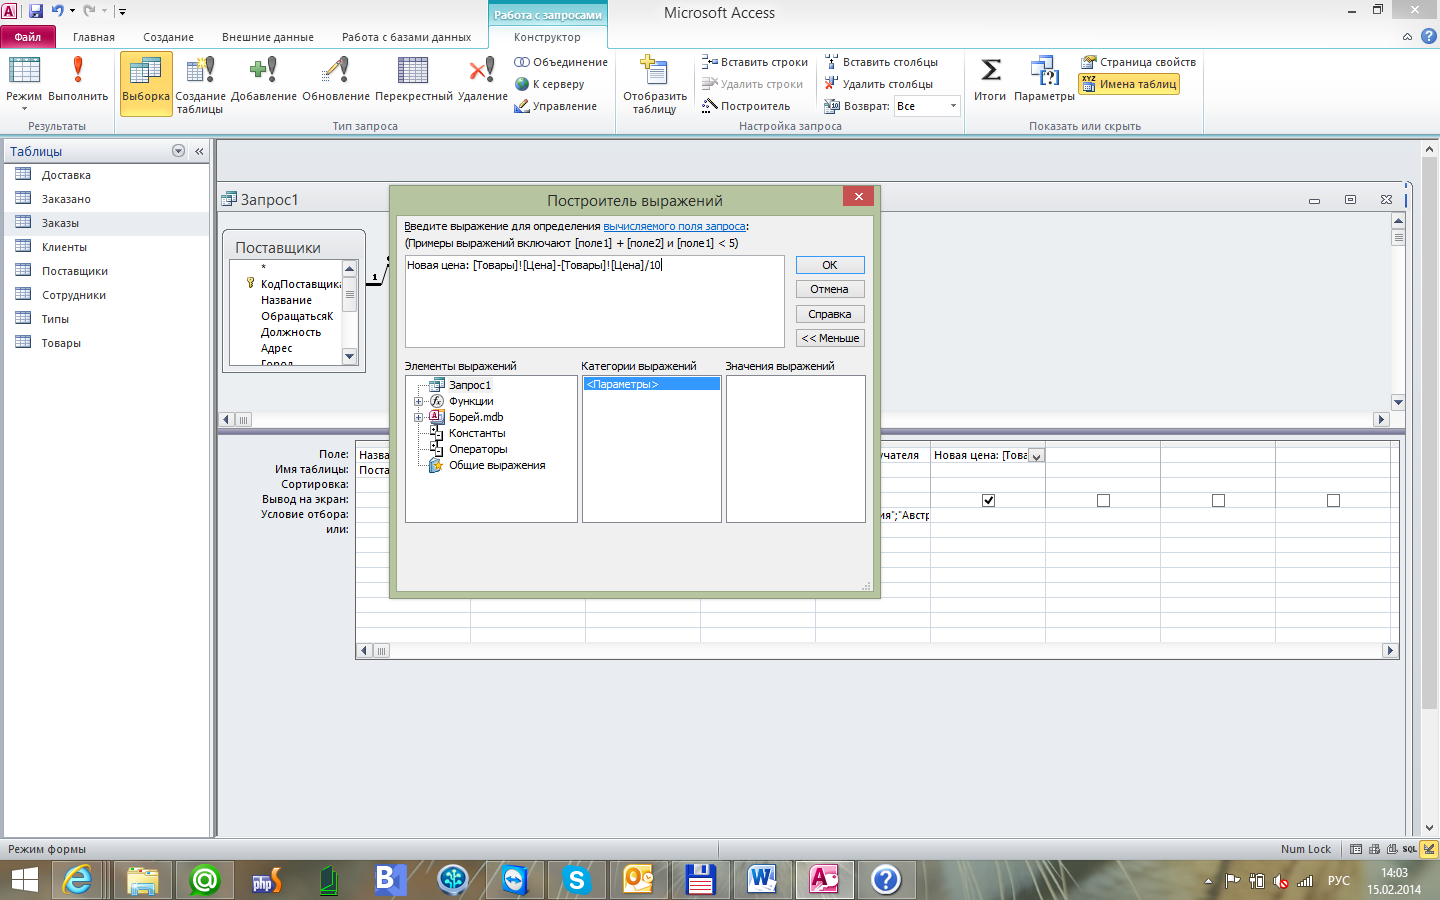 Работа с запросами
Microsoft Access
Файл
Главная
Создание
Внешние данные
Работа с базами данных
Конструктор
Режим
Выполнить
Выборка
Создание таблицы
Добавление
Обновление
Перекрестный
Удаление
Объединение
К серверу
Управление
Отобразить таблицу
Вставить строки
Удалить строки
Построитель
Вставить столбцы
Удалить столбцы
Возврат: Все
Итоги
Параметры
Страница свойств
XYZ Имена таблиц
Результаты
Тип запроса
Настройка запроса
Показать или скрыть
Таблицы
Доставка
Заказано
Заказы
Клиенты
Поставщики
Сотрудники
Типы
Товары
Запрос1
Поставщики
*
КодПоставщика
Название
ОбращатьсяК
Должность
Адрес
Город
1
Построитель выражений
Введите выражение для определения вычисляемого поля запроса:
(Примеры выражений включают [поле1] + [поле2] и [поле1] < 5)
Новая цена: [Товары]![Цена]-[Товары]![Цена]/10
OK
Отмена
Справка
<< Меньше
Элементы выражений
Категории выражений
Значения выражений
Запрос1
Функции
Борей.mdb
Константы
Операторы
Общие выражения
<Параметры>
Поле:
Имя таблицы:
Сортировка:
Вывод на экран:
Условие отбора:
или:
Назва
Поста
учателя
Новая цена: [Това
ия";"Австр
Режим формы
Num Lock
SQL
РУС
14:03
15.02.2014